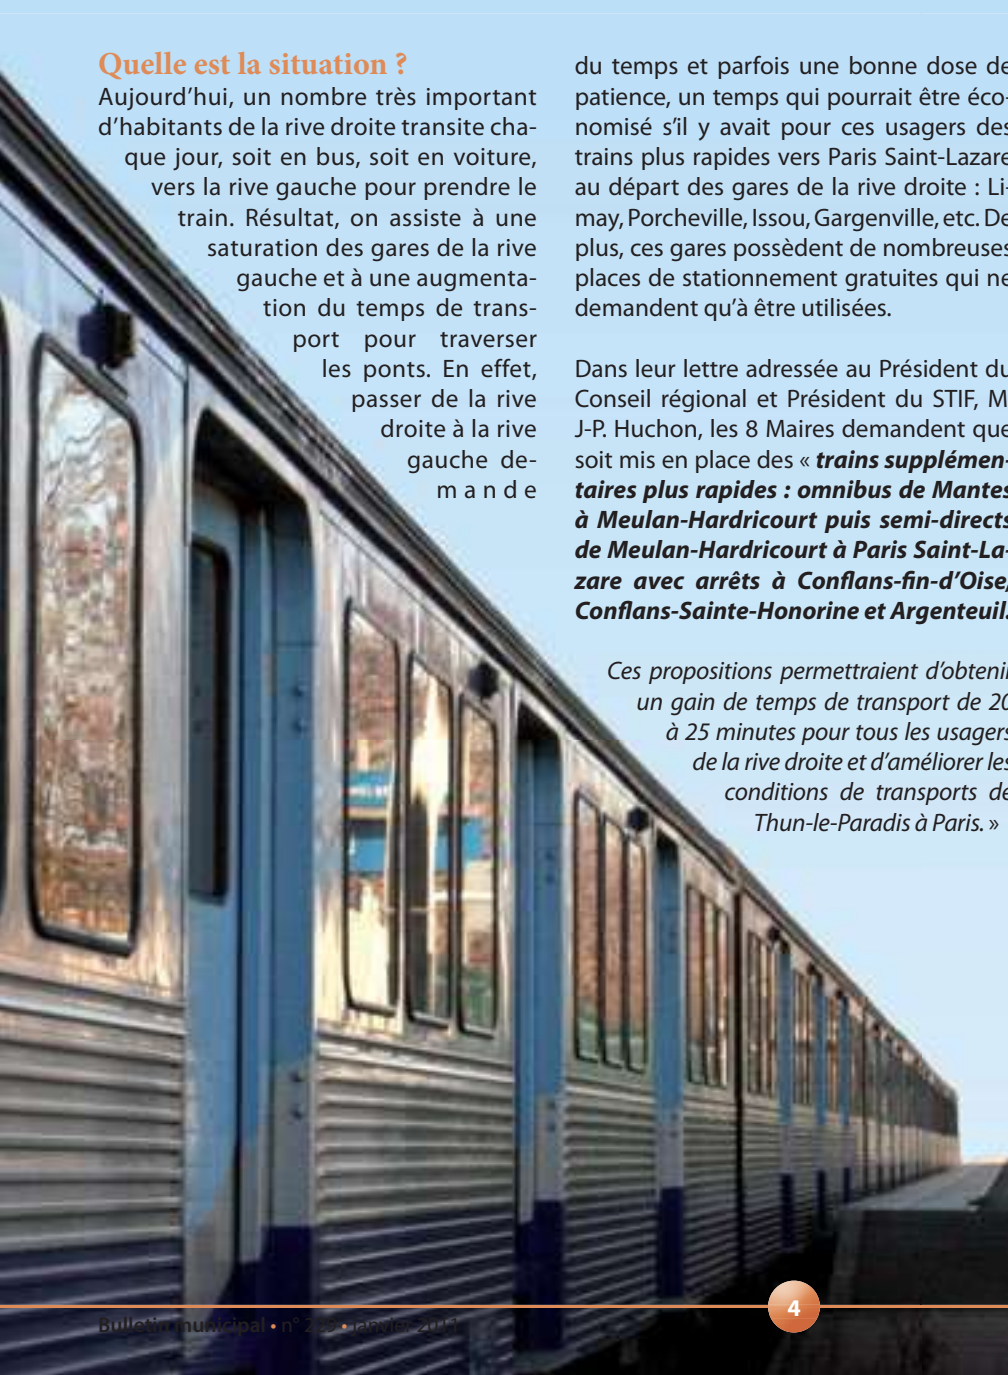 Quelle est la situation ?
Aujourd’hui, un nombre très important
d’habitants de la rive droite transite cha-
que jour, soit en bus, soit en voiture,
vers la rive gauche pour prendre le
train. Résultat, on assiste à une
saturation des gares de la rive
gauche et à une augmenta-
tion du temps de trans-
port pour traverser
les ponts. En effet,
passer de la rive
droite à la rive
gauche de-
mande
du temps et parfois une bonne dose de
patience, un temps qui pourrait être éco-
nomisé s’il y avait pour ces usagers des
trains plus rapides vers Paris Saint-Lazare
au départ des gares de la rive droite : Li-
may, Porcheville, Issou, Gargenville, etc. De
plus, ces gares possèdent de nombreuses
places de stationnement gratuites qui ne
demandent qu’à être utilisées.
Dans leur lettre adressée au Président du
Conseil régional et Président du STIF, M
J-P. Huchon, les 8 Maires demandent que
soit mis en place des « trains supplémen-
taires plus rapides : omnibus de Mantes
à Meulan-Hardricourt puis semi-directs
de Meulan-Hardricourt à Paris Saint-La-
zare avec arrêts à Conflans-fin-d’Oise,
Conflans-Sainte-Honorine et Argenteuil.
Ces propositions permettraient d’obtenir
un gain de temps de transport de 20
à 25 minutes pour tous les usagers
de la rive droite et d’améliorer les
conditions de transports de
Thun-le-Paradis à Paris. »
Bulletin municipal • n° • janvier 2011
4